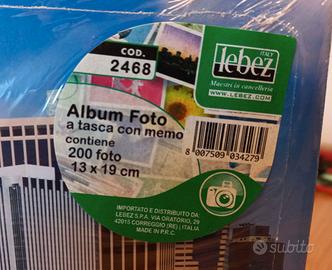 COD.
2468
ITALY
lebez
Maestri in cancelleria
WWW.LEBEZ.COM
Album Foto
a tasca con memo
contiene
200 foto
13 x 19 cm
8 007509 034279
IMPORTATO E DISTRIBUITO DA
LEBEZ S.P.A. VIA ORATORIO, 29
42015 CORREGGIO (RE) | ITALIA
MADE IN P.R.C.
subito